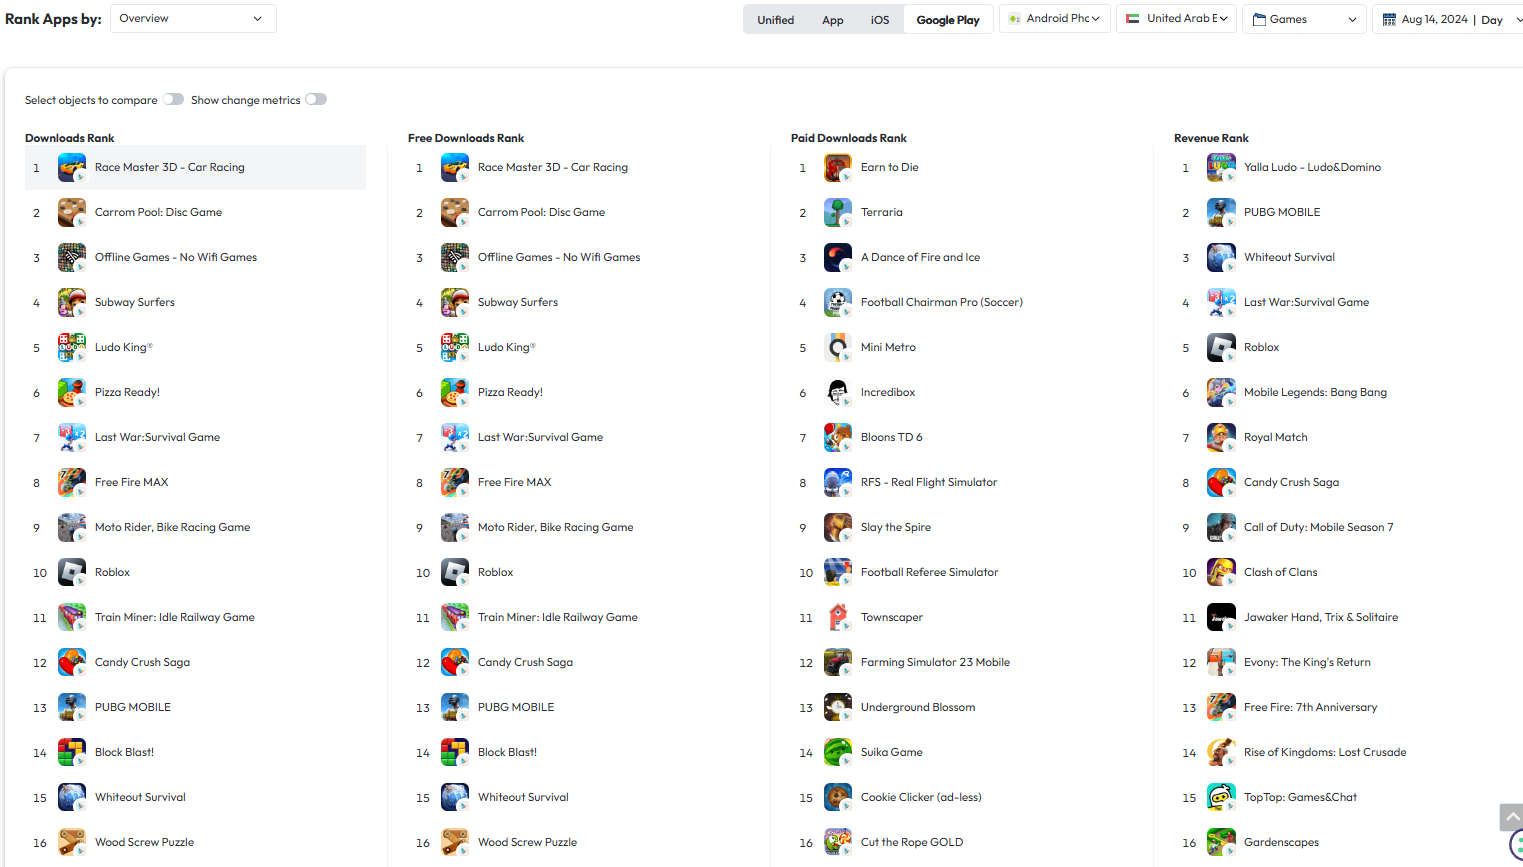 Rank Apps by:
Overview
Unified
App
iOS
Google Play
Android Phc
United Arab E
Games
Aug 14, 2024 | Day
Select objects to compare
Show change metrics
Downloads Rank
1 Race Master 3D - Car Racing
2 Carrom Pool: Disc Game
3 Offline Games - No Wifi Games
4 Subway Surfers
5 Ludo King®
6 Pizza Ready!
7 Last War:Survival Game
8 Free Fire MAX
9 Moto Rider, Bike Racing Game
10 Roblox
11 Train Miner: Idle Railway Game
12 Candy Crush Saga
13 PUBG MOBILE
14 Block Blast!
15 Whiteout Survival
16 Wood Screw Puzzle
Free Downloads Rank
1 Race Master 3D - Car Racing
2 Carrom Pool: Disc Game
3 Offline Games - No Wifi Games
4 Subway Surfers
5 Ludo King®
6 Pizza Ready!
7 Last War:Survival Game
8 Free Fire MAX
9 Moto Rider, Bike Racing Game
10 Roblox
11 Train Miner: Idle Railway Game
12 Candy Crush Saga
13 PUBG MOBILE
14 Block Blast!
15 Whiteout Survival
16 Wood Screw Puzzle
Paid Downloads Rank
1 Earn to Die
2 Terraria
3 A Dance of Fire and Ice
4 Football Chairman Pro (Soccer)
5 Mini Metro
6 Incredibox
7 Bloons TD 6
8 RFS - Real Flight Simulator
9 Slay the Spire
10 Football Referee Simulator
11 Townscaper
12 Farming Simulator 23 Mobile
13 Underground Blossom
14 Suika Game
15 Cookie Clicker (ad-less)
16 Cut the Rope GOLD
Revenue Rank
1 Yalla Ludo - Ludo&Domino
2 PUBG MOBILE
3 Whiteout Survival
4 Last War:Survival Game
5 Roblox
6 Mobile Legends: Bang Bang
7 Royal Match
8 Candy Crush Saga
9 Call of Duty: Mobile Season 7
10 Clash of Clans
11 Jawaker Hand, Trix & Solitaire
12 Evony: The King's Return
13 Free Fire: 7th Anniversary
14 Rise of Kingdoms: Lost Crusade
15 TopTop: Games&Chat
16 Gardenscapes